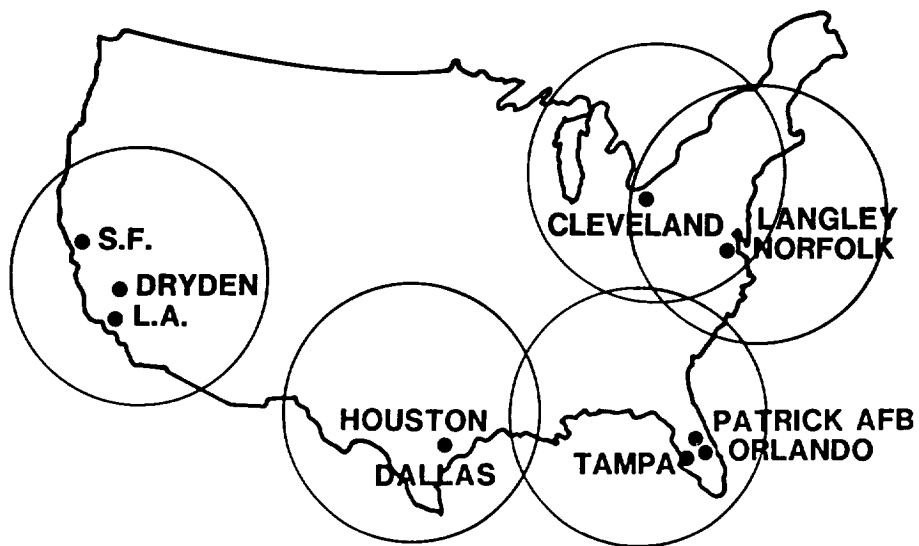 CLEVELAND
LANGLEY
NORFOLK
S.F.
DRYDEN
L.A.
HOUSTON
DALLAS
PATRICK AFB
ORLANDO
TAMPA